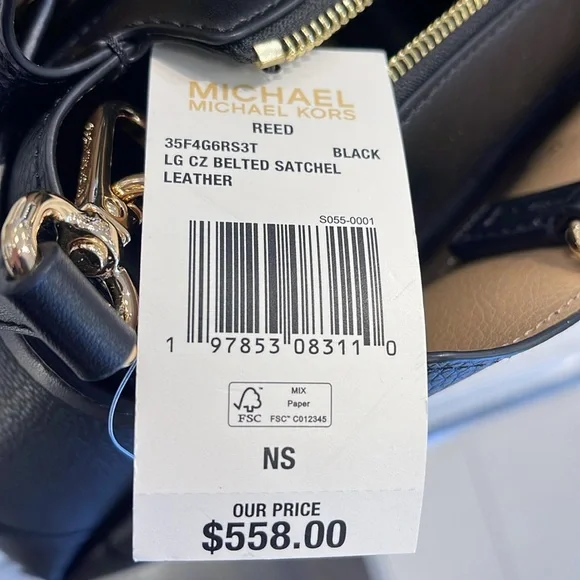 MICHAEL
MICHAEL KORS
REED
35F4G6RS3T BLACK
LG CZ BELTED SATCHEL
LEATHER
S055-0001
1 97853 08311 0
MIX
Paper
FSC™ C012345
FSC
NS
OUR PRICE
$558.00